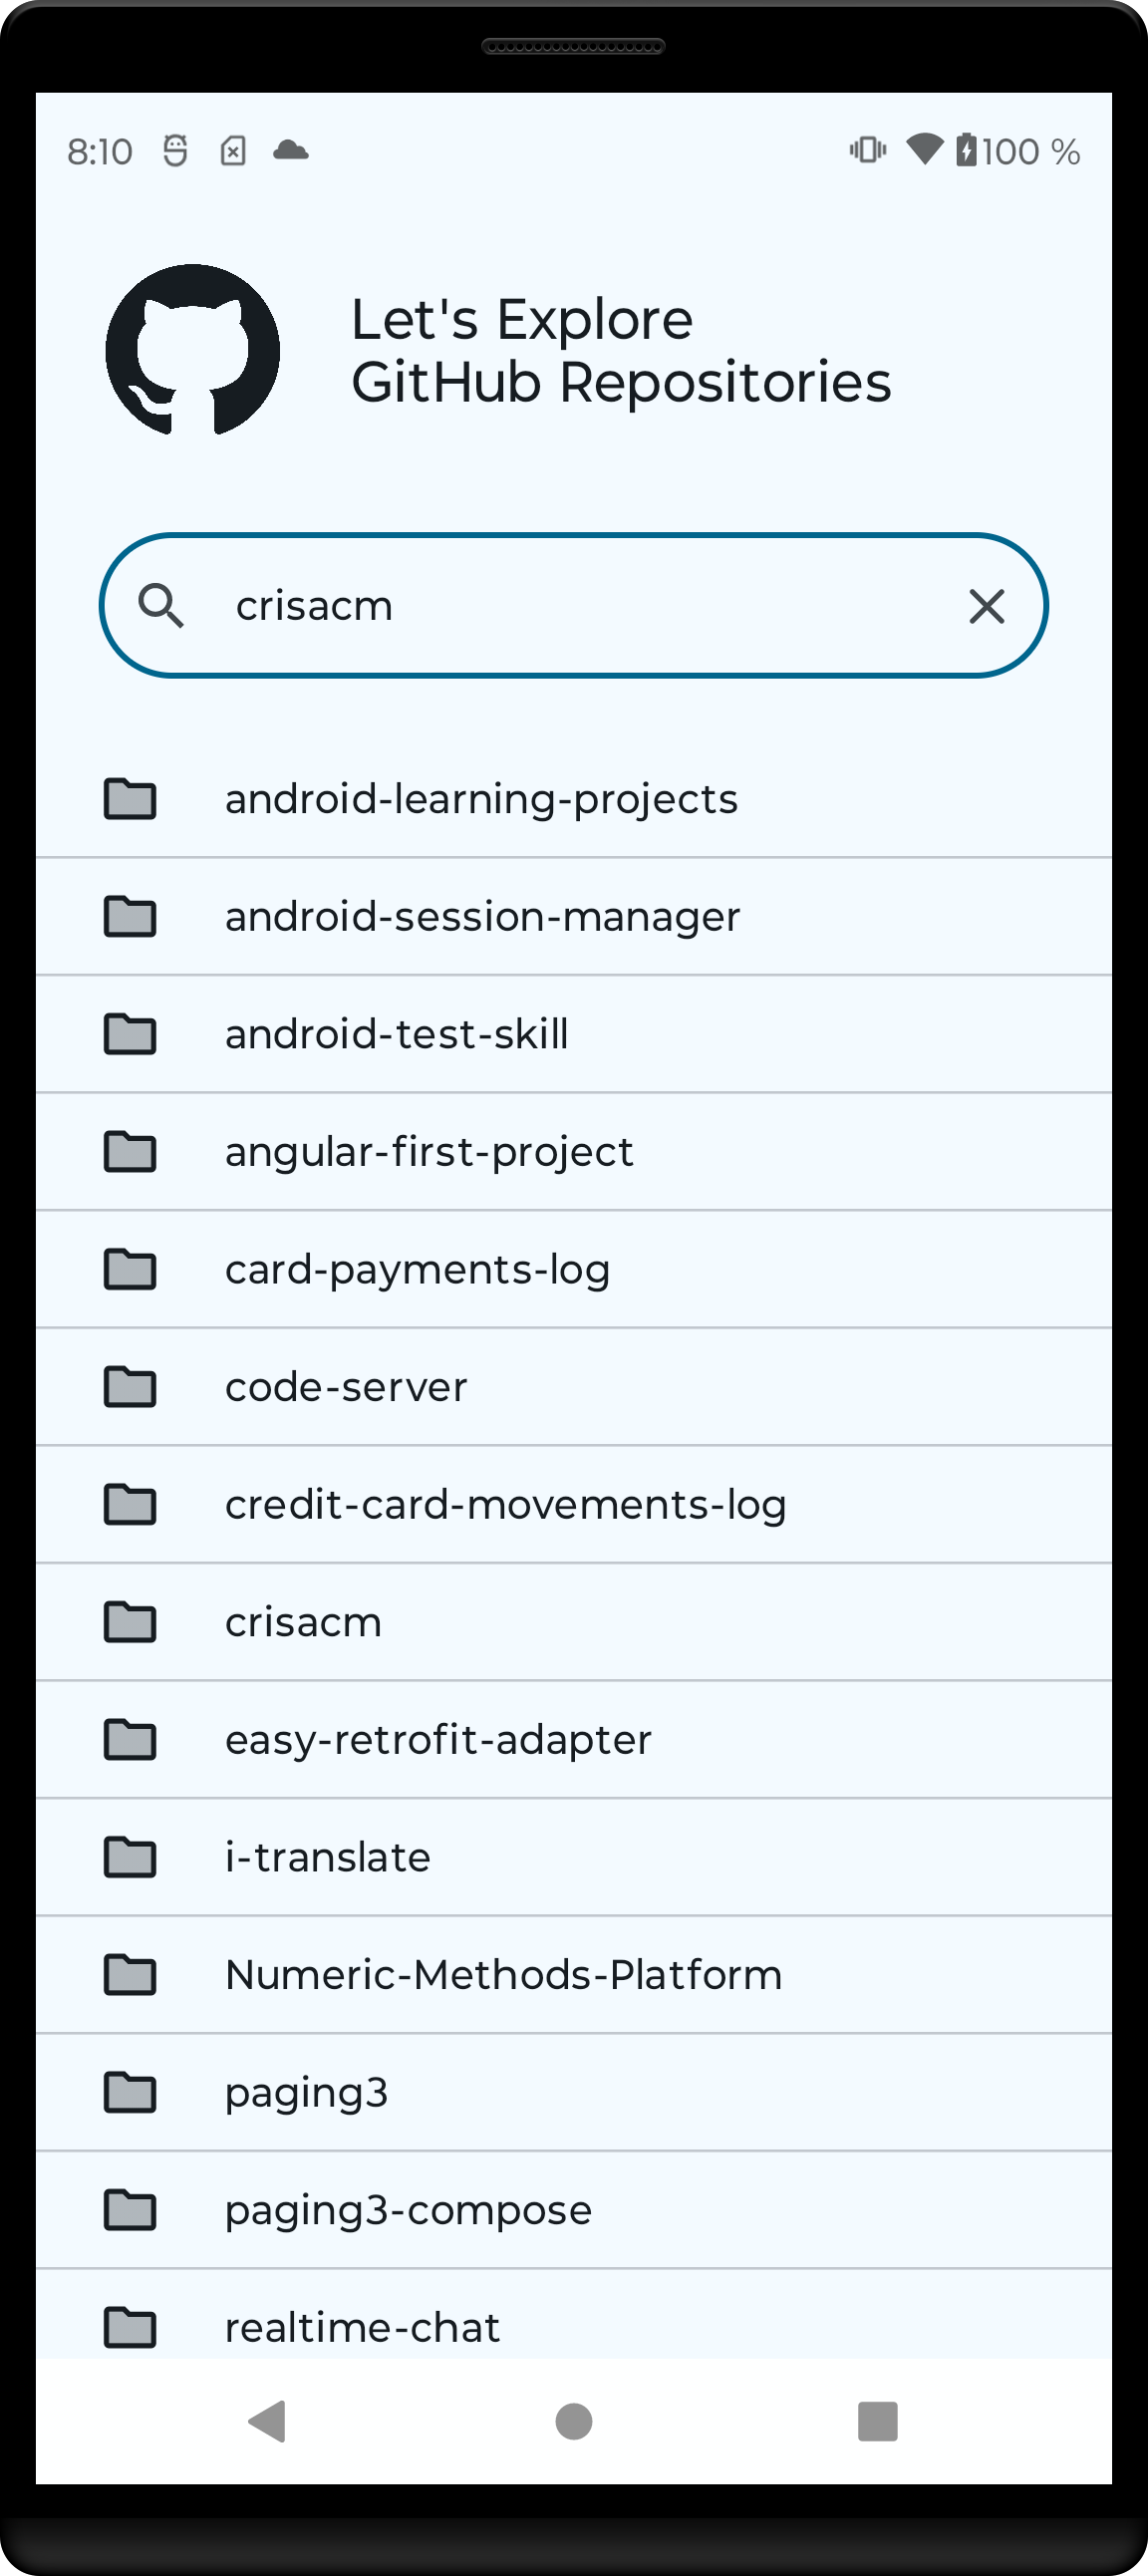 8:10 100 %
Let's Explore
GitHub Repositories
crisacm
android-learning-projects
android-session-manager
android-test-skill
angular-first-project
card-payments-log
code-server
credit-card-movements-log
crisacm
easy-retrofit-adapter
i-translate
Numeric-Methods-Platform
paging3
paging3-compose
realtime-chat